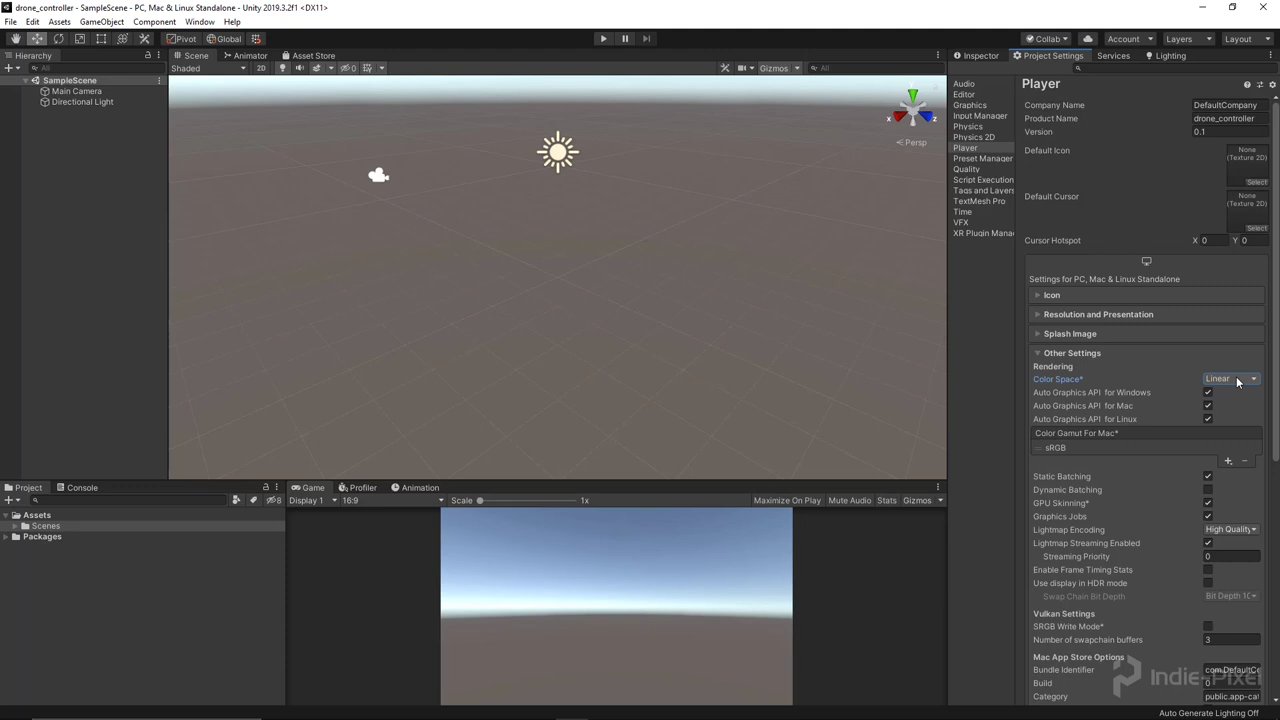 drone_controller - SampleScene - PC, Mac & Linux Standalone - Unity 2019.3.2f1 <DX11>
File Edit Assets GameObject Component Window Help
Pivot Global Collab Account Layers Layout
Hierarchy
All
SampleScene
Main Camera
Directional Light
Scene Animator Asset Store
Shaded 2D 0 Gizmos All
x z
Persp
Project Console
8
Assets
Scenes
Packages
Game Profiler Animation
Display 1 16:9 Scale 1x Maximize On Play Mute Audio Stats Gizmos
Inspector Project Settings Services Lighting
Audio
Editor
Graphics
Input Manager
Physics
Physics 2D
Player
Preset Manager
Quality
Script Execution
Tags and Layers
TextMesh Pro
Time
VFX
XR Plugin Mana
Player
Company Name DefaultCompany
Product Name drone_controller
Version 0.1
Default Icon None (Texture 2D) Select
Default Cursor None (Texture 2D) Select
Cursor Hotspot X 0 Y 0
Settings for PC, Mac & Linux Standalone
Icon
Resolution and Presentation
Splash Image
Other Settings
Rendering
Color Space* Linear
Auto Graphics API for Windows
Auto Graphics API for Mac
Auto Graphics API for Linux
Color Gamut For Mac*
sRGB
+ -
Static Batching
Dynamic Batching
GPU Skinning*
Graphics Jobs
Lightmap Encoding High Quality
Lightmap Streaming Enabled
Streaming Priority 0
Enable Frame Timing Stats
Use display in HDR mode
Swap Chain Bit Depth Bit Depth 10
Vulkan Settings
SRGB Write Mode*
Number of swapchain buffers 3
Mac App Store Options
Bundle Identifier com.DefaultCo
Build 0
Category public.app-cat
Indie-Pixel
Auto Generate Lighting Off